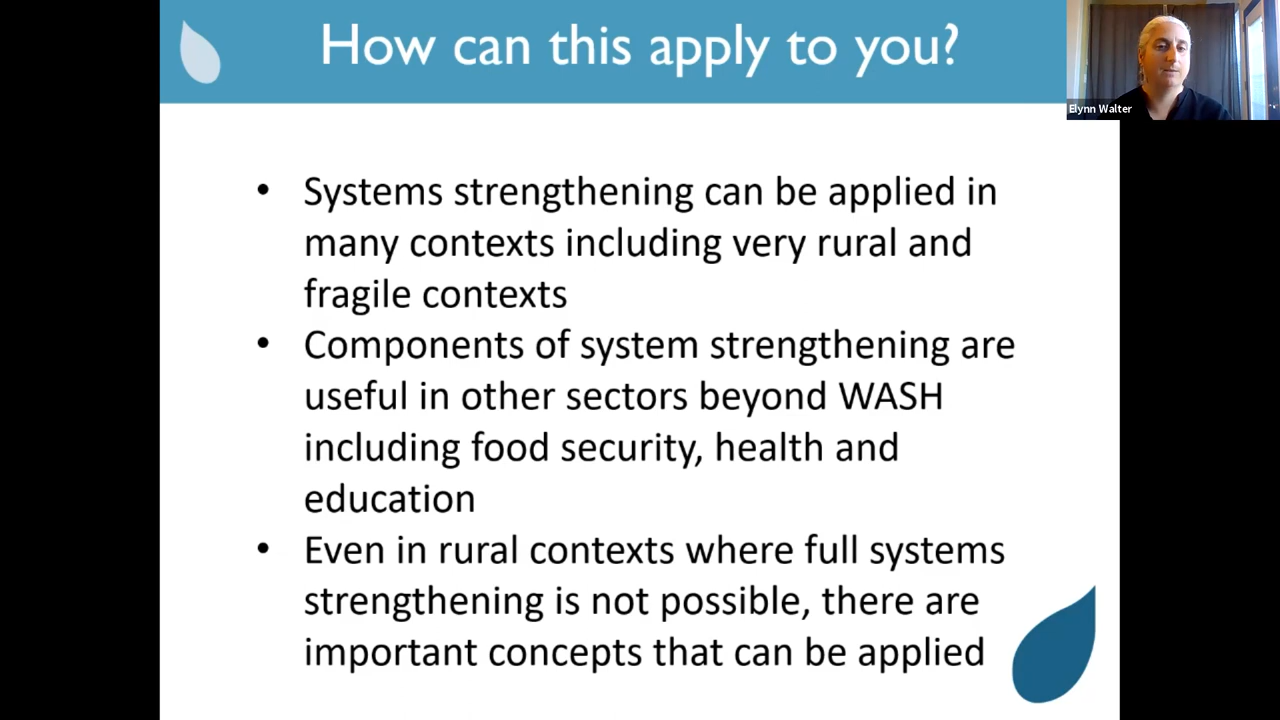 How can this apply to you?
Elynn Walter
• Systems strengthening can be applied in
many contexts including very rural and
fragile contexts
• Components of system strengthening are
useful in other sectors beyond WASH
including food security, health and
education
• Even in rural contexts where full systems
strengthening is not possible, there are
important concepts that can be applied